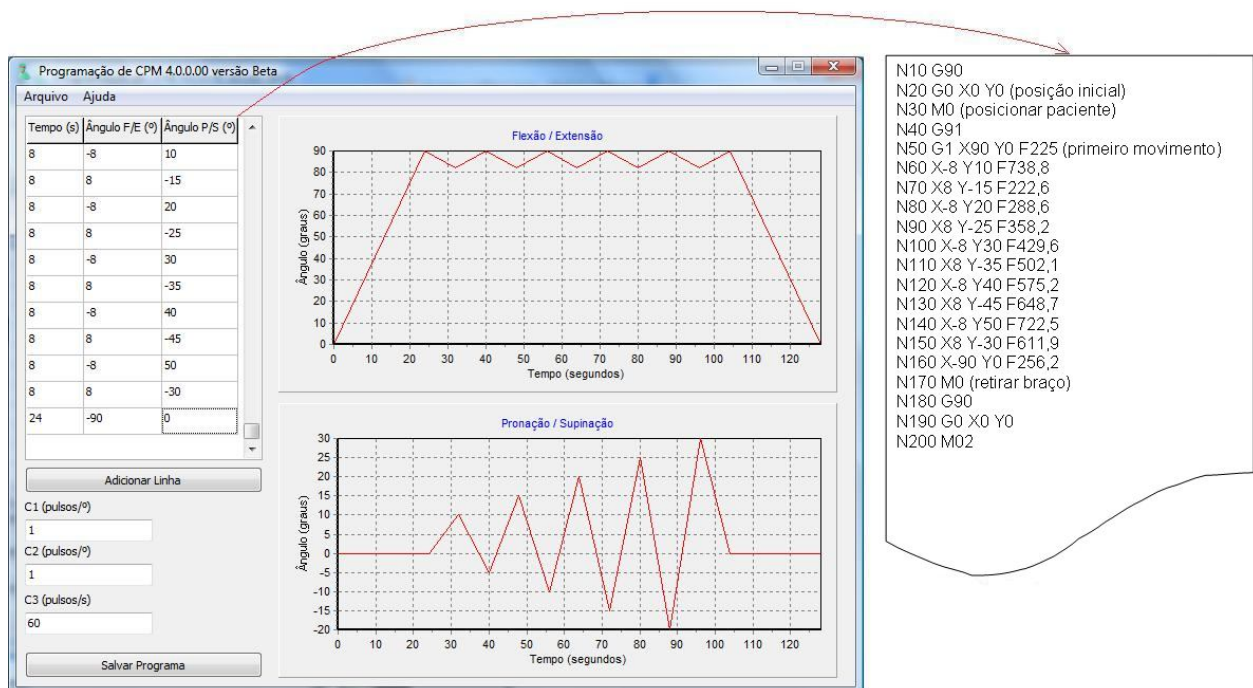 Programação de CPM 4.0.0.00 versão Beta
Arquivo Ajuda
Tempo (s) Ângulo F/E (º) Ângulo P/S (º)
8 -8 10
8 8 -15
8 -8 20
8 8 -25
8 -8 30
8 8 -35
8 -8 40
8 8 -45
8 -8 50
8 8 -30
24 -90 0
Adicionar Linha
C1 (pulsos/º)
1
C2 (pulsos/º)
1
C3 (pulsos/s)
60
Salvar Programa
Flexão / Extensão
Ângulo (graus)
90
80
70
60
50
40
30
20
10
0
0 10 20 30 40 50 60 70 80 90 100 110 120
Tempo (segundos)
Pronação / Supinação
Ângulo (graus)
30
25
20
15
10
5
0
-5
-10
-15
-20
0 10 20 30 40 50 60 70 80 90 100 110 120
Tempo (segundos)
N10 G90
N20 G0 X0 Y0 (posição inicial)
N30 M0 (posicionar paciente)
N40 G91
N50 G1 X90 Y0 F225 (primeiro movimento)
N60 X-8 Y10 F738,8
N70 X8 Y-15 F222,6
N80 X-8 Y20 F288,6
N90 X8 Y-25 F358,2
N100 X-8 Y30 F429,6
N110 X8 Y-35 F502,1
N120 X-8 Y40 F575,2
N130 X8 Y-45 F648,7
N140 X-8 Y50 F722,5
N150 X8 Y-30 F611,9
N160 X-90 Y0 F256,2
N170 M0 (retirar braço)
N180 G90
N190 G0 X0 Y0
N200 M02